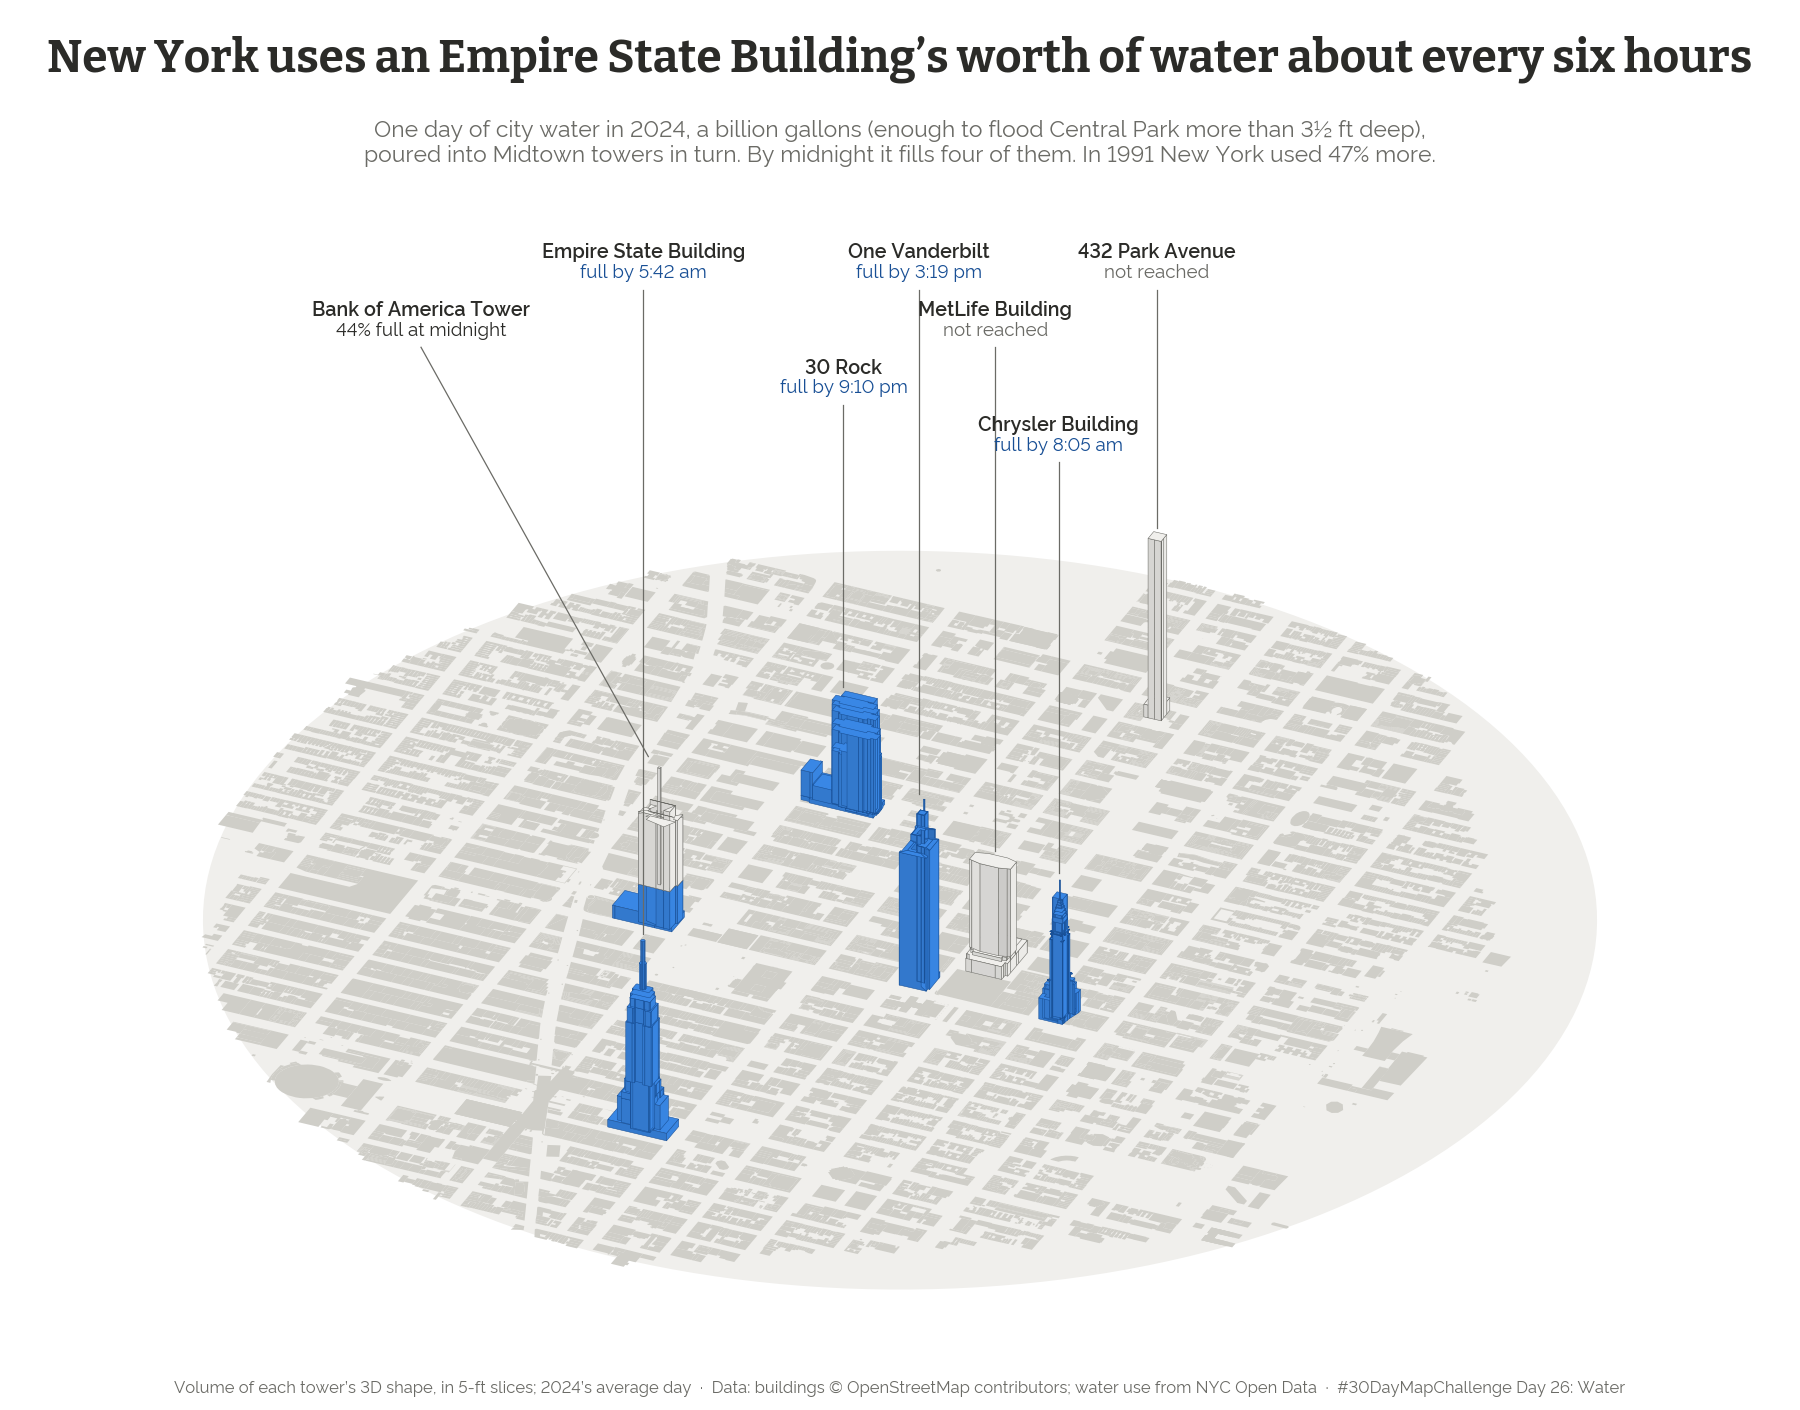 New York uses an Empire State Building’s worth of water about every six hours
One day of city water in 2024, a billion gallons (enough to flood Central Park more than 3½ ft deep),
poured into Midtown towers in turn. By midnight it fills four of them. In 1991 New York used 47% more.
Empire State Building
full by 5:42 am
One Vanderbilt
full by 3:19 pm
432 Park Avenue
not reached
Bank of America Tower
44% full at midnight
MetLife Building
not reached
30 Rock
full by 9:10 pm
Chrysler Building
full by 8:05 am
Volume of each tower’s 3D shape, in 5-ft slices; 2024’s average day · Data: buildings © OpenStreetMap contributors; water use from NYC Open Data · #30DayMapChallenge Day 26: Water